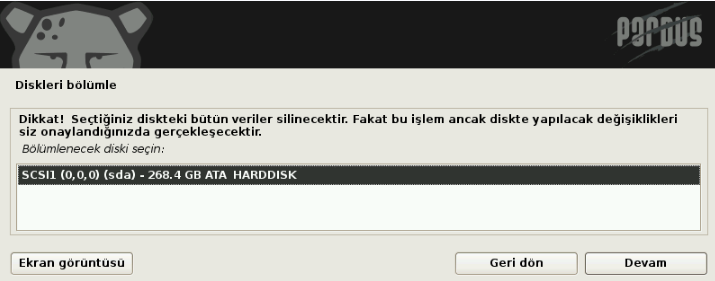 PARDUS
Diskleri bölümle
Dikkat!  Seçtiğiniz diskteki bütün veriler silinecektir. Fakat bu işlem ancak diskte yapılacak değişiklikleri
siz onaylandığınızda gerçekleşecektir.
Bölümlenecek diski seçin:
SCSI1 (0,0,0) (sda) - 268.4 GB ATA  HARDDISK
Ekran görüntüsü
Geri dön
Devam